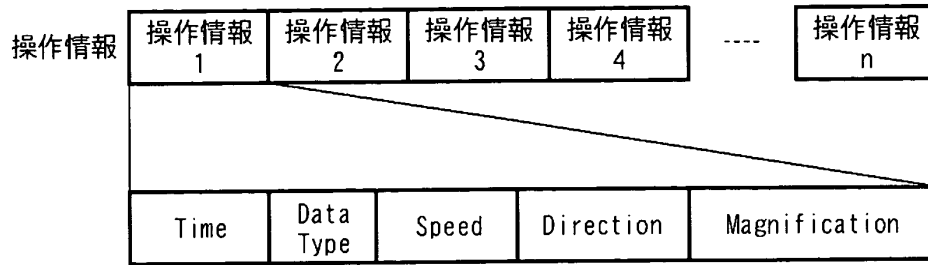 操作情報
操作情報 操作情報 操作情報 操作情報 ---- 操作情報
1 2 3 4 n
Time Data Type Speed Direction Magnification